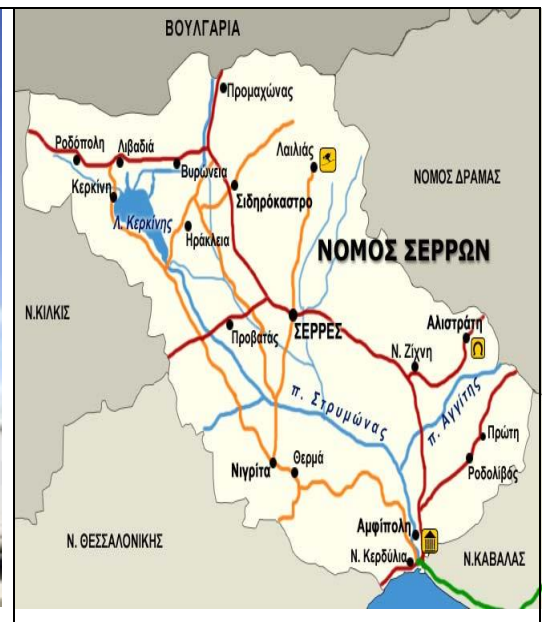 ΒΟΥΛΓΑΡΙΑ
Προμαχώνας
Ροδόπολη
Λιβαδιά
Βυρώνεια
Λαιλιάς
ΝΟΜΟΣ ΔΡΑΜΑΣ
Κερκίνη
Σιδηρόκαστρο
Λ. Κερκίνης
Ηράκλεια
ΝΟΜΟΣ ΣΕΡΡΩΝ
Ν.ΚΙΛΚΙΣ
Προβατάς
ΣΕΡΡΕΣ
Αλιστράτη
Ν. Ζίχνη
π. Στρυμώνας
π. Αγγίτης
Πρώτη
Νιγρίτα
Θερμά
Ροδολίβος
Αμφίπολη
Ν. ΘΕΣΣΑΛΟΝΙΚΗΣ
Ν. Κερδύλια
Ν.ΚΑΒΑΛΑΣ